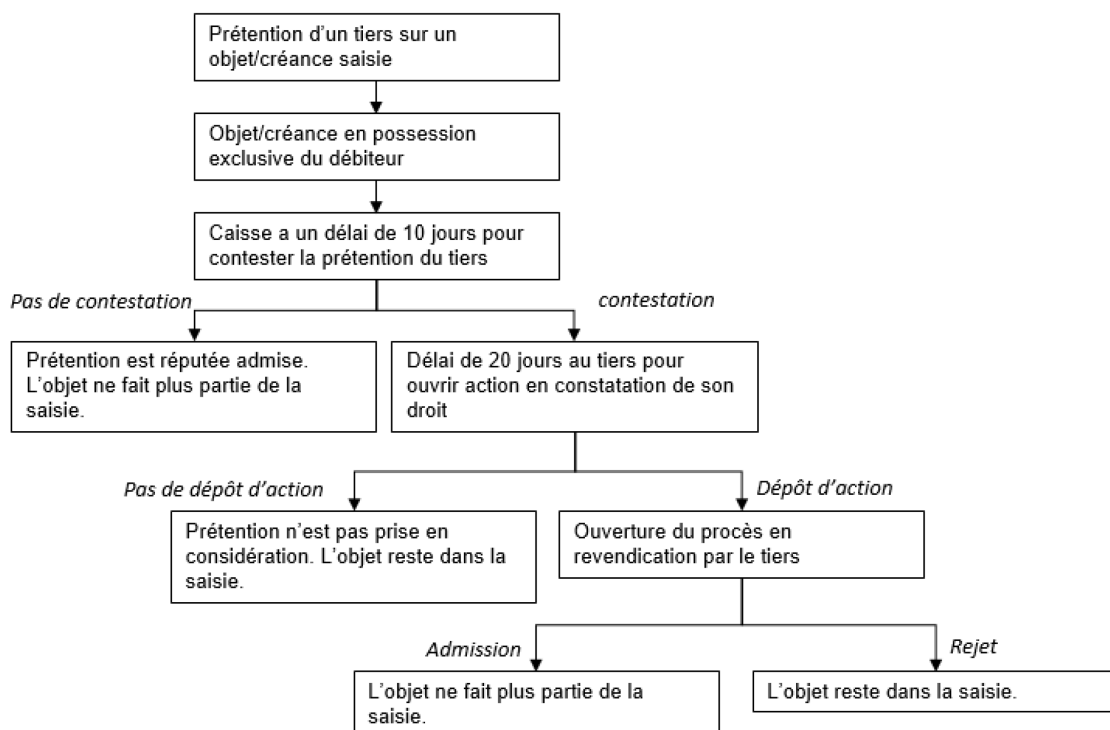 Prétention d’un tiers sur un
objet/créance saisie
Objet/créance en possession
exclusive du débiteur
Caisse a un délai de 10 jours pour
contester la prétention du tiers
Pas de contestation
contestation
Prétention est réputée admise.
L’objet ne fait plus partie de la
saisie.
Délai de 20 jours au tiers pour
ouvrir action en constatation de son
droit
Pas de dépôt d’action
Dépôt d’action
Prétention n’est pas prise en
considération. L’objet reste dans la
saisie.
Ouverture du procès en
revendication par le tiers
Admission
Rejet
L’objet ne fait plus partie de la
saisie.
L’objet reste dans la saisie.